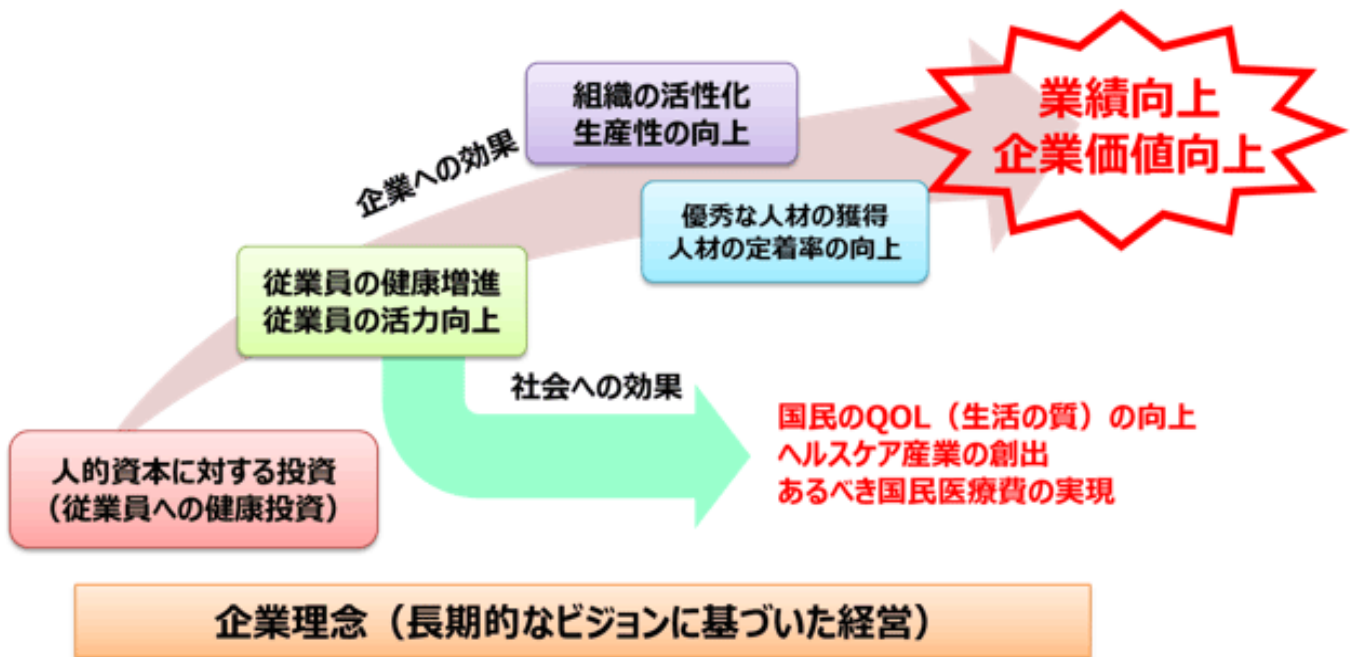 業績向上
企業価値向上
組織の活性化
生産性の向上
企業への効果
優秀な人材の獲得
人材の定着率の向上
従業員の健康増進
従業員の活力向上
社会への効果
国民のQOL（生活の質）の向上
ヘルスケア産業の創出
あるべき国民医療費の実現
人的資本に対する投資
（従業員への健康投資）
企業理念（長期的なビジョンに基づいた経営）